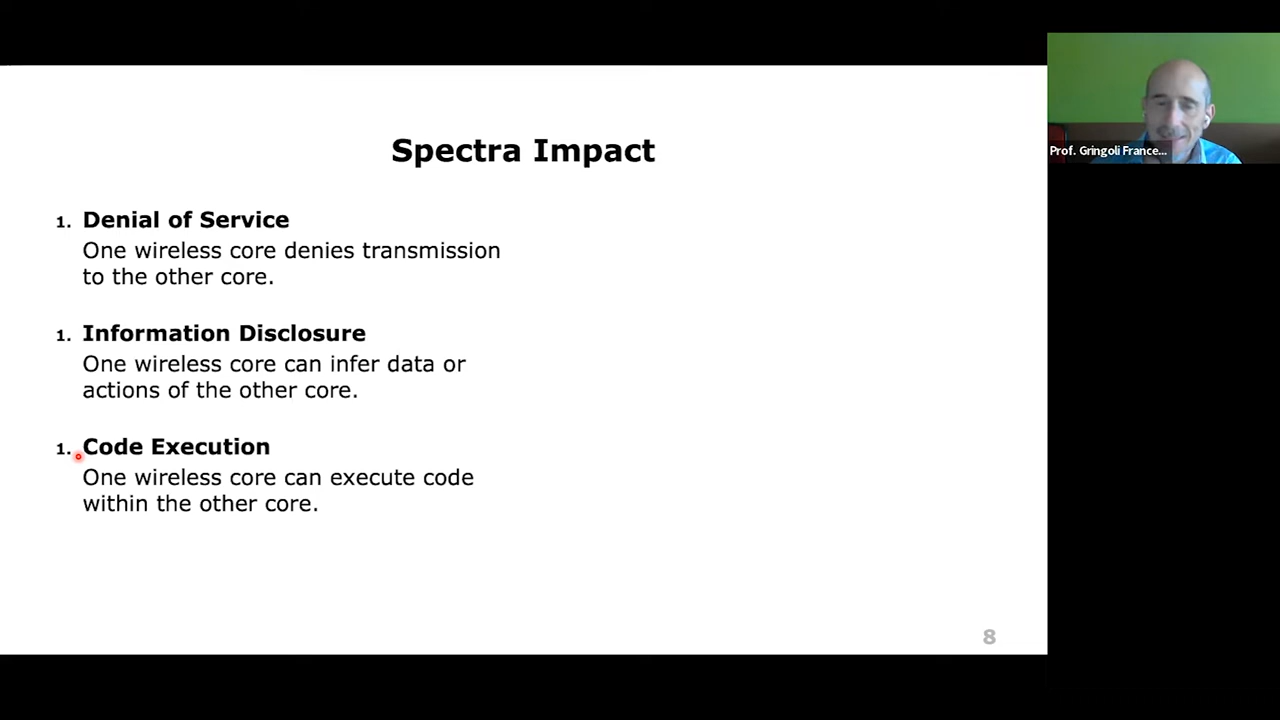 Spectra Impact
1. Denial of Service
One wireless core denies transmission
to the other core.
1. Information Disclosure
One wireless core can infer data or
actions of the other core.
1. Code Execution
One wireless core can execute code
within the other core.
8
Prof. Gringoli France...